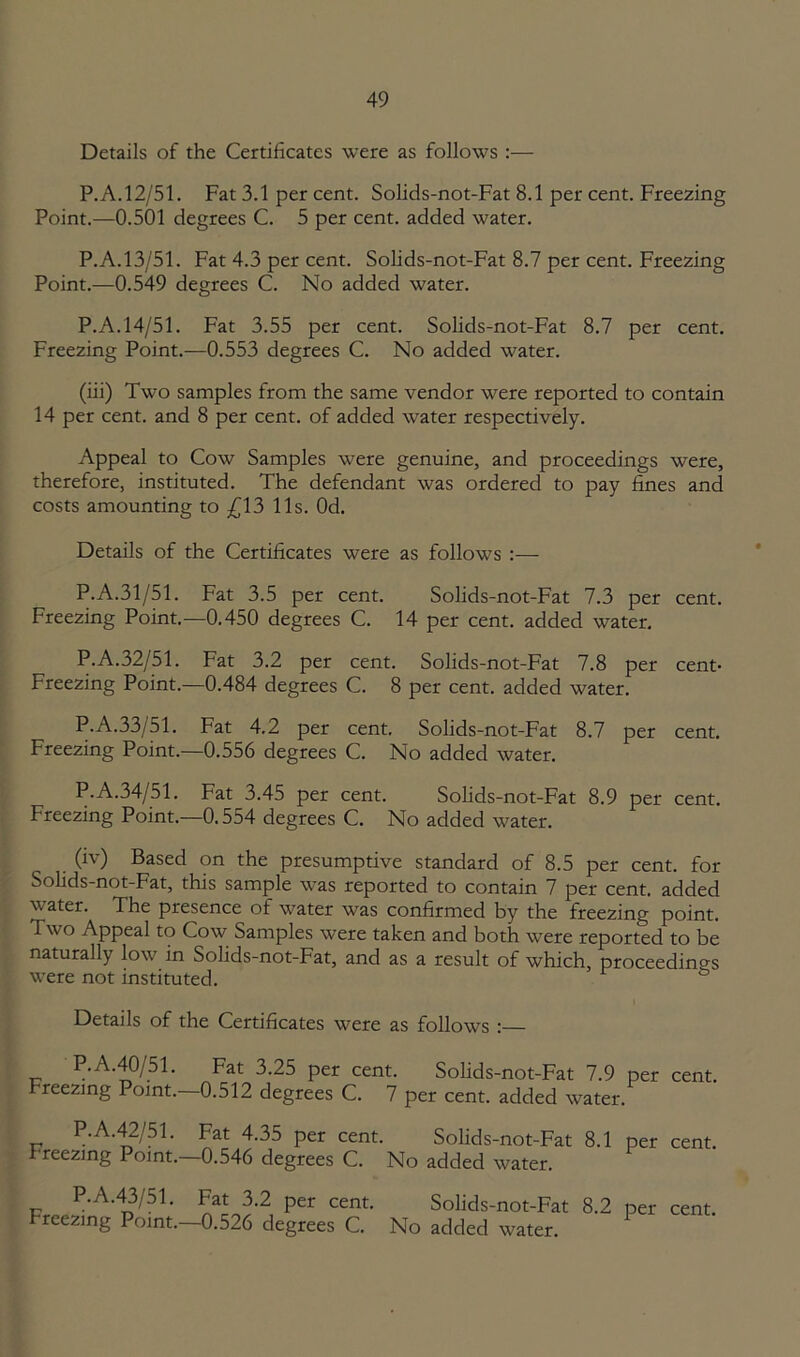 49
Details of the Certificates were as follows :—
P.A.12/51. Fat 3.1 per cent. Solids-not-Fat 8.1 per cent. Freezing
Point.—0.501 degrees C. 5 per cent. added water.
P.A.13/51. Fat 4.3 per cent. Solids-not-Fat 8.7 per cent. Freezing
Point.—0.549 degrees C. No added water.
P.A.14/51. Fat 3.55 per cent. Solids-not-Fat 8.7 per cent.
Freezing Point.—0.553 degrees C. No added water.
(iii) Two samples from the same vendor were reported to contain
14 per cent. and 8 per cent. of added water respectively.
Appeal to Cow Samples were genuine, and proceedings were,
therefore, instituted. The defendant was ordered to pay fines and
costs amounting to £13 11s. 0d.
Details of the Certificates were as follows :—
P.A.31/51. Fat 3.5 per cent. Solids-not-Fat 7.3 per cent.
Freezing Point.—0.450 degrees C. 14 per cent. added water.
P.A.32/51. Fat 3.2 per cent. Solids-not-Fat 7.8 per cent·
Freezing Point.—0.484 degrees C. 8 per cent. added water.
P.A.33/51. Fat 4.2 per cent. Solids-not-Fat 8.7 per cent.
Freezing Point.—0.556 degrees C. No added water.
P.A.34/51. Fat 3.45 per cent. Solids-not-Fat 8.9 per cent.
Freezing Point.—0.554 degrees C. No added water.
(iv) Based on the presumptive standard of 8.5 per cent. for
Solids-not-Fat, this sample was reported to contain 7 per cent. added
water. The presence of water was confirmed by the freezing point.
Two Appeal to Cow Samples were taken and both were reported to be
naturally low in Solids-not-Fat, and as a result of which, proceedings
were not instituted.
Details of the Certificates were as follows :—
P.A.40/51. Fat 3.25 per cent. Solids-not-Fat 7.9 per cent.
Freezing Point.—0.512 degrees C. 7 per cent. added water.
P.A.42/51. Fat 4.35 per cent. Solids-not-Fat 8.1 per cent.
Freezing Point.—0.546 degrees C. No added water.
P.A.43/51. Fat 3.2 per cent. Solids-not-Fat 8.2 per cent.
Freezing Point.—0.526 degrees C. No added water.